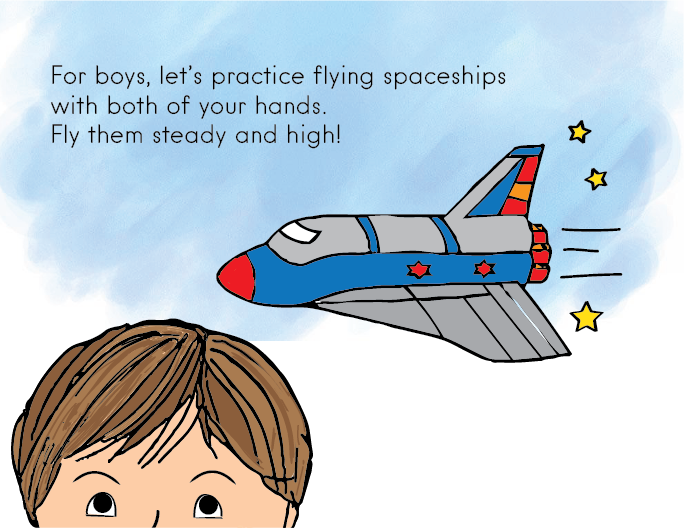 For boys, let's practice flying spaceships
with both of your hands.
Fly them steady and high!